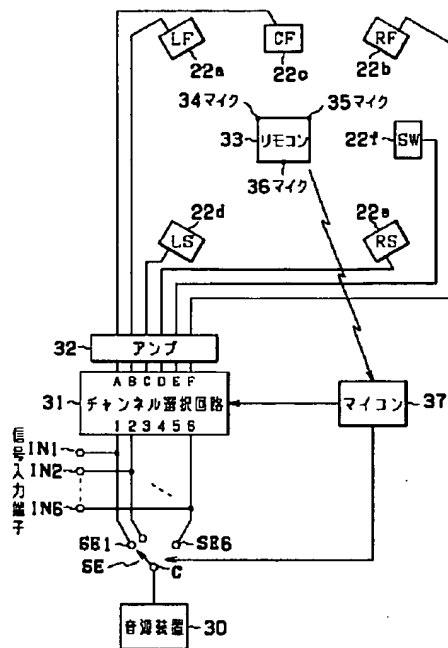 LF
CF
RF
22a
22c
22b
34マイク
35マイク
33
リモコン
22f
SW
36マイク
22d
22e
LS
RS
32
アンプ
A B C D E F
31
チャンネル選択回路
1 2 3 4 5 6
37
マイコン
信号入力端子
IN1
IN2
IN6
SE1
SE6
SE
C
音源装置
30